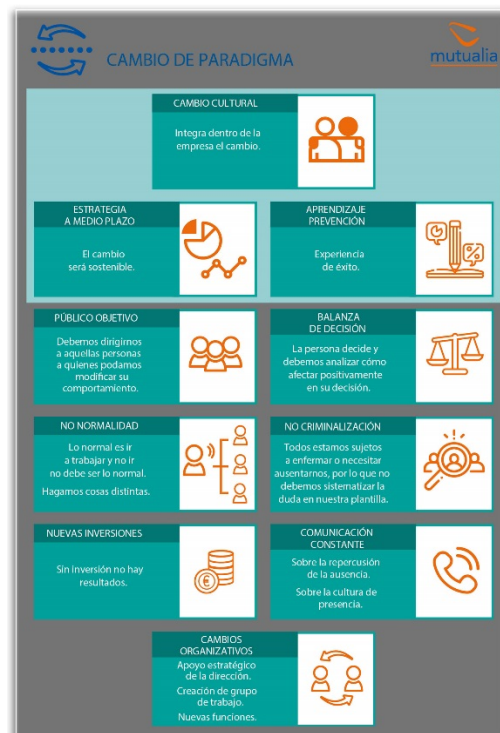 CAMBIO DE PARADIGMA
mutualia
CAMBIO CULTURAL
Integra dentro de la
empresa el cambio.
ESTRATEGIA
A MEDIO PLAZO
El cambio
será sostenible.
APRENDIZAJE
PREVENCIÓN
Experiencia
de éxito.
PÚBLICO OBJETIVO
Debemos dirigirnos
a aquellas personas
a quienes podamos
modificar su
comportamiento.
BALANZA
DE DECISIÓN
La persona decide y
debemos analizar cómo
afectar positivamente
en su decisión.
NO NORMALIDAD
Lo normal es ir
a trabajar y no ir
no debe ser lo normal.
Hagamos cosas distintas.
NO CRIMINALIZACIÓN
Todos estamos sujetos
a enfermar o necesitar
ausentarnos, por lo que no
debemos sistematizar la
duda en nuestra plantilla.
NUEVAS INVERSIONES
Sin inversión no hay
resultados.
€
COMUNICACIÓN
CONSTANTE
Sobre la repercusión
de la ausencia.
Sobre la cultura de
presencia.
CAMBIOS
ORGANIZATIVOS
Apoyo estratégico
de la dirección.
Creación de grupo
de trabajo.
Nuevas funciones.